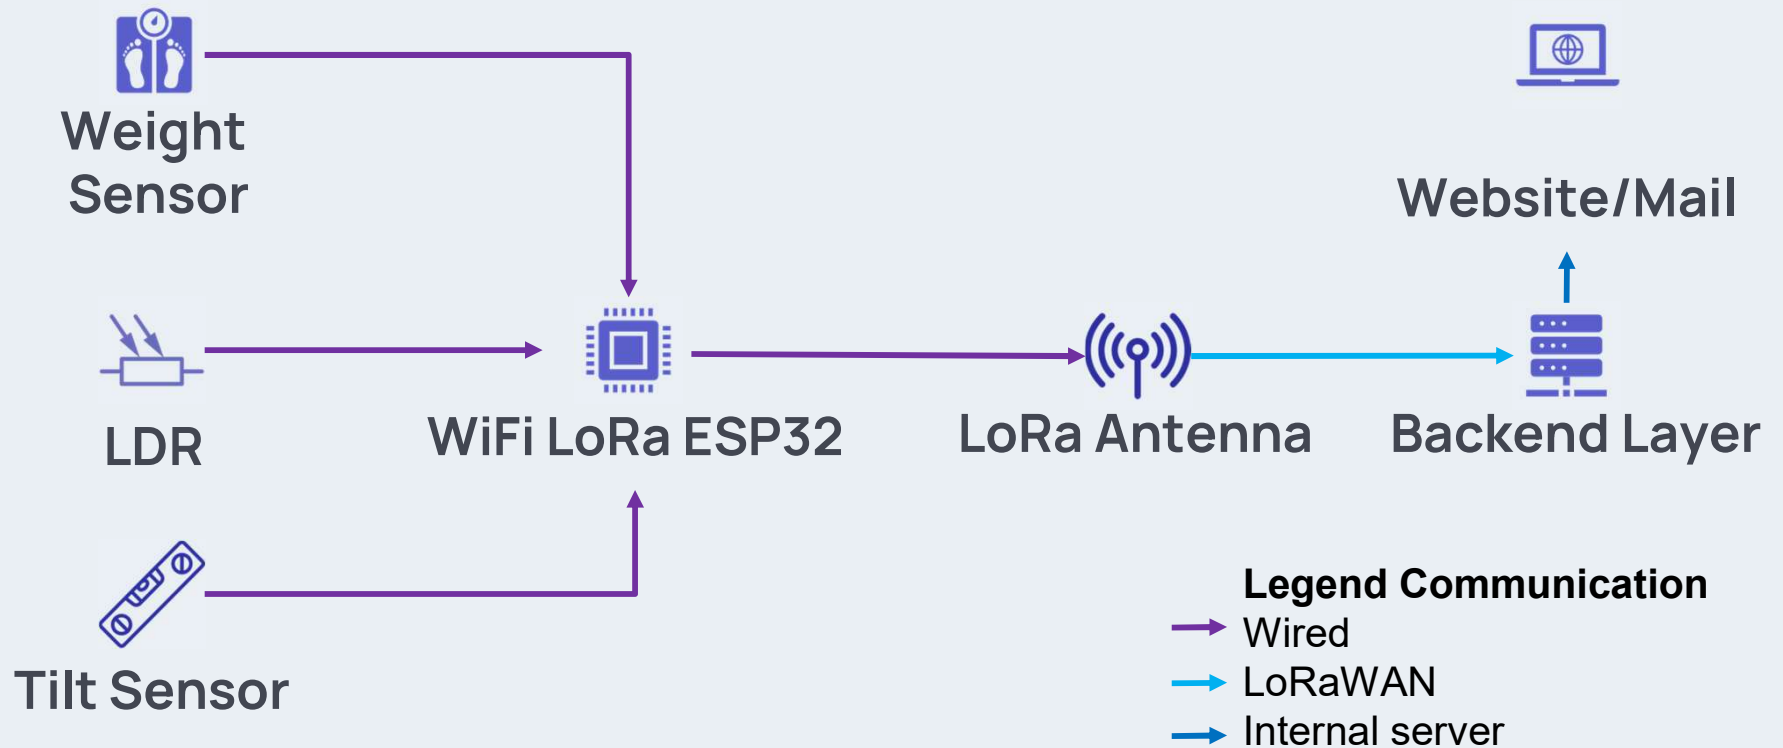 Weight
Sensor
Website/Mail
LDR
WiFi LoRa ESP32
LoRa Antenna
Backend Layer
Tilt Sensor
Legend Communication
Wired
LoRaWAN
Internal server